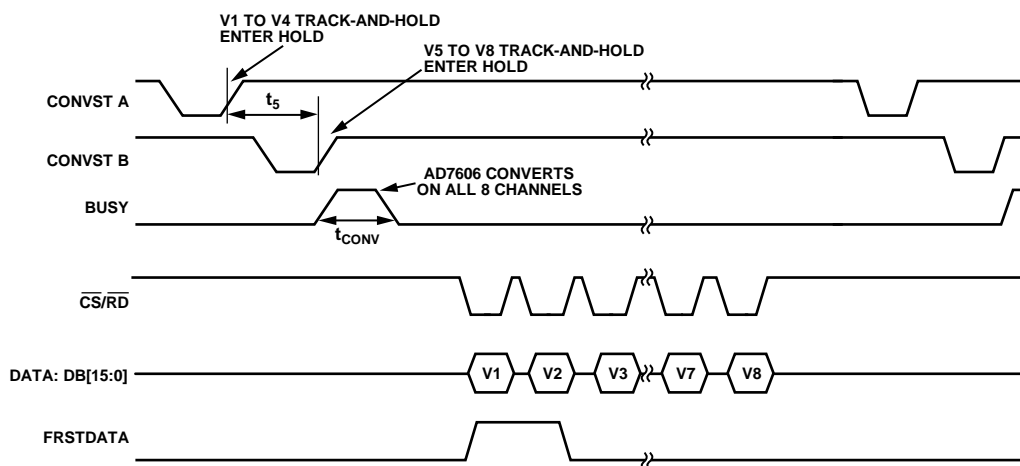 V1 TO V4 TRACK-AND-HOLD
ENTER HOLD
V5 TO V8 TRACK-AND-HOLD
ENTER HOLD
CONVST A
t5
CONVST B
AD7606 CONVERTS
ON ALL 8 CHANNELS
BUSY
tCONV
CS/RD
DATA: DB[15:0]
V1
V2
V3
V7
V8
FRSTDATA